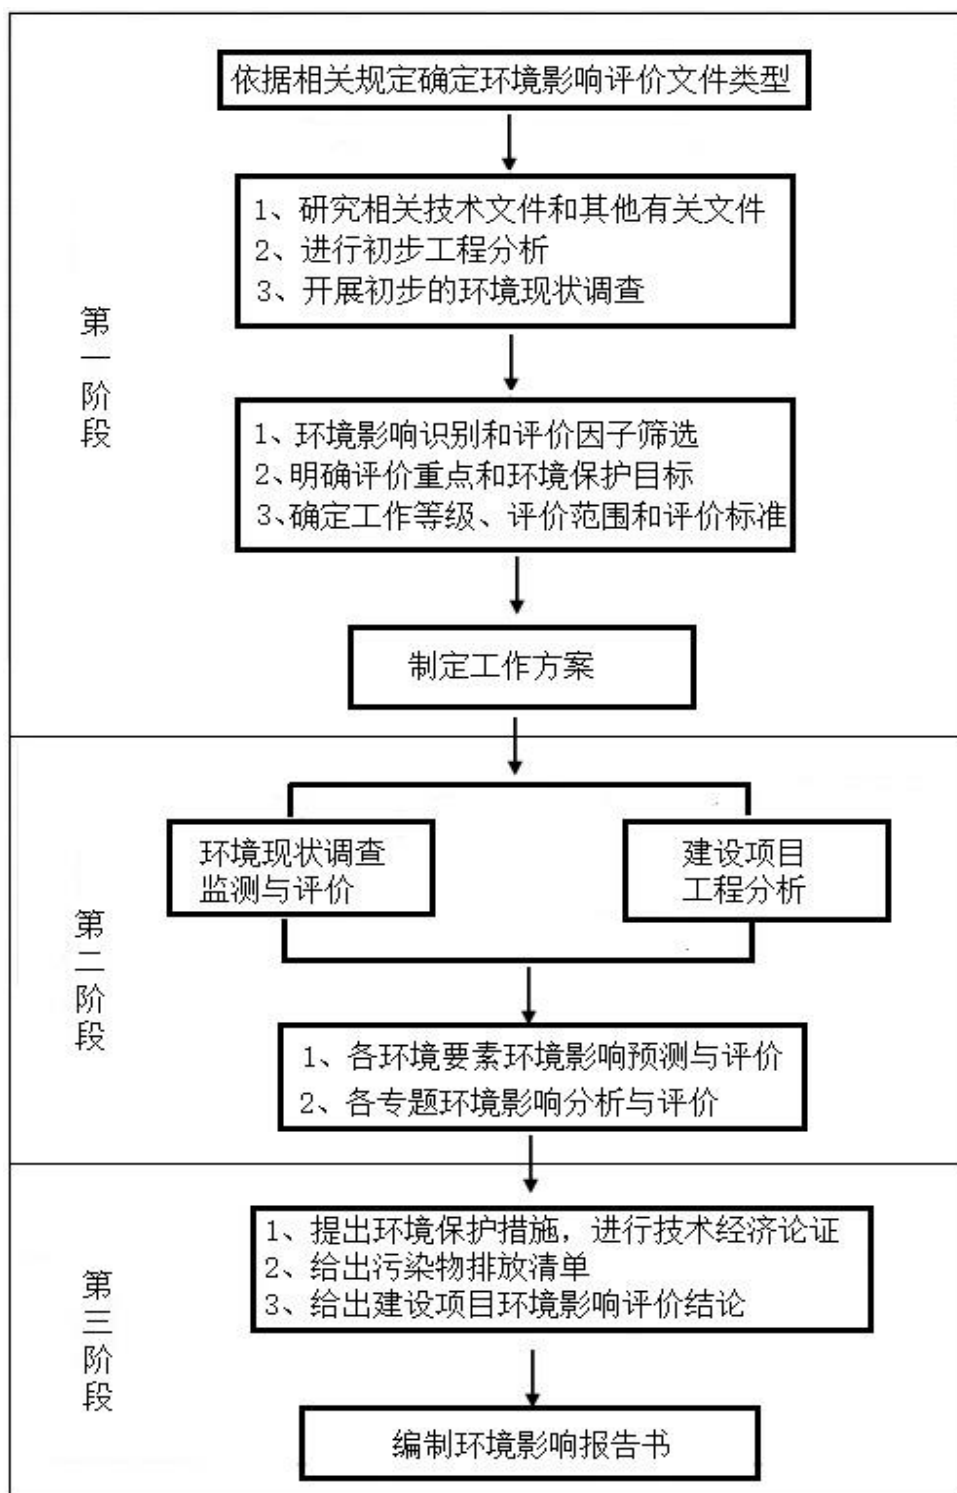 依据相关规定确定环境影响评价文件类型
1、研究相关技术文件和其他有关文件
2、进行初步工程分析
3、开展初步的环境现状调查
第一阶段
1、环境影响识别和评价因子筛选
2、明确评价重点和环境保护目标
3、确定工作等级、评价范围和评价标准
制定工作方案
环境现状调查
监测与评价
建设项目
工程分析
第二阶段
1、各环境要素环境影响预测与评价
2、各专题环境影响分析与评价
1、提出环境保护措施，进行技术经济论证
2、给出污染物排放清单
3、给出建设项目环境影响评价结论
第三阶段
编制环境影响报告书